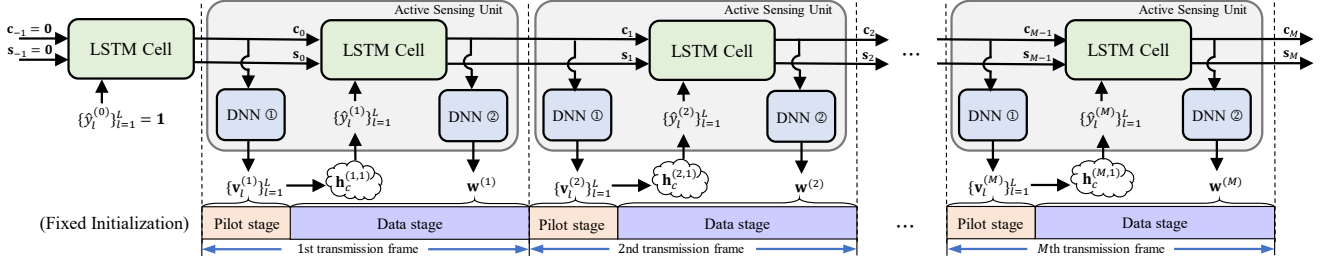 Active Sensing Unit Active Sensing Unit Active Sensing Unit
c₋₁ = 0 c₀ c₁ c₂ c_{M−1} c_M
LSTM Cell LSTM Cell LSTM Cell ... LSTM Cell
s₋₁ = 0 s₀ s₁ s₂ s_{M−1} s_M
DNN ① DNN ② DNN ① DNN ② DNN ① DNN ②
{ŷ_l^{(0)}}_{l=1}^L = 1 {ŷ_l^{(1)}}_{l=1}^L {ŷ_l^{(2)}}_{l=1}^L {ŷ_l^{(M)}}_{l=1}^L
{v_l^{(1)}}_{l=1}^L h_c^{(1,1)} w^{(1)} {v_l^{(2)}}_{l=1}^L h_c^{(2,1)} w^{(2)} {v_l^{(M)}}_{l=1}^L h_c^{(M,1)} w^{(M)}
(Fixed Initialization) Pilot stage Data stage Pilot stage Data stage ... Pilot stage Data stage
1st transmission frame 2nd transmission frame Mth transmission frame